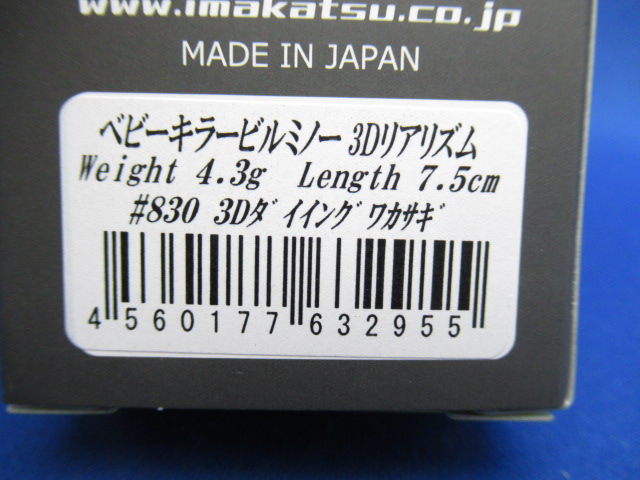 www.imakatsu.co.jp
MADE IN JAPAN
ベビーキラービルミノー 3Dリアリズム
Weight 4.3g Length 7.5cm
#830 3Dダイイングワカサギ
4 560177 632955